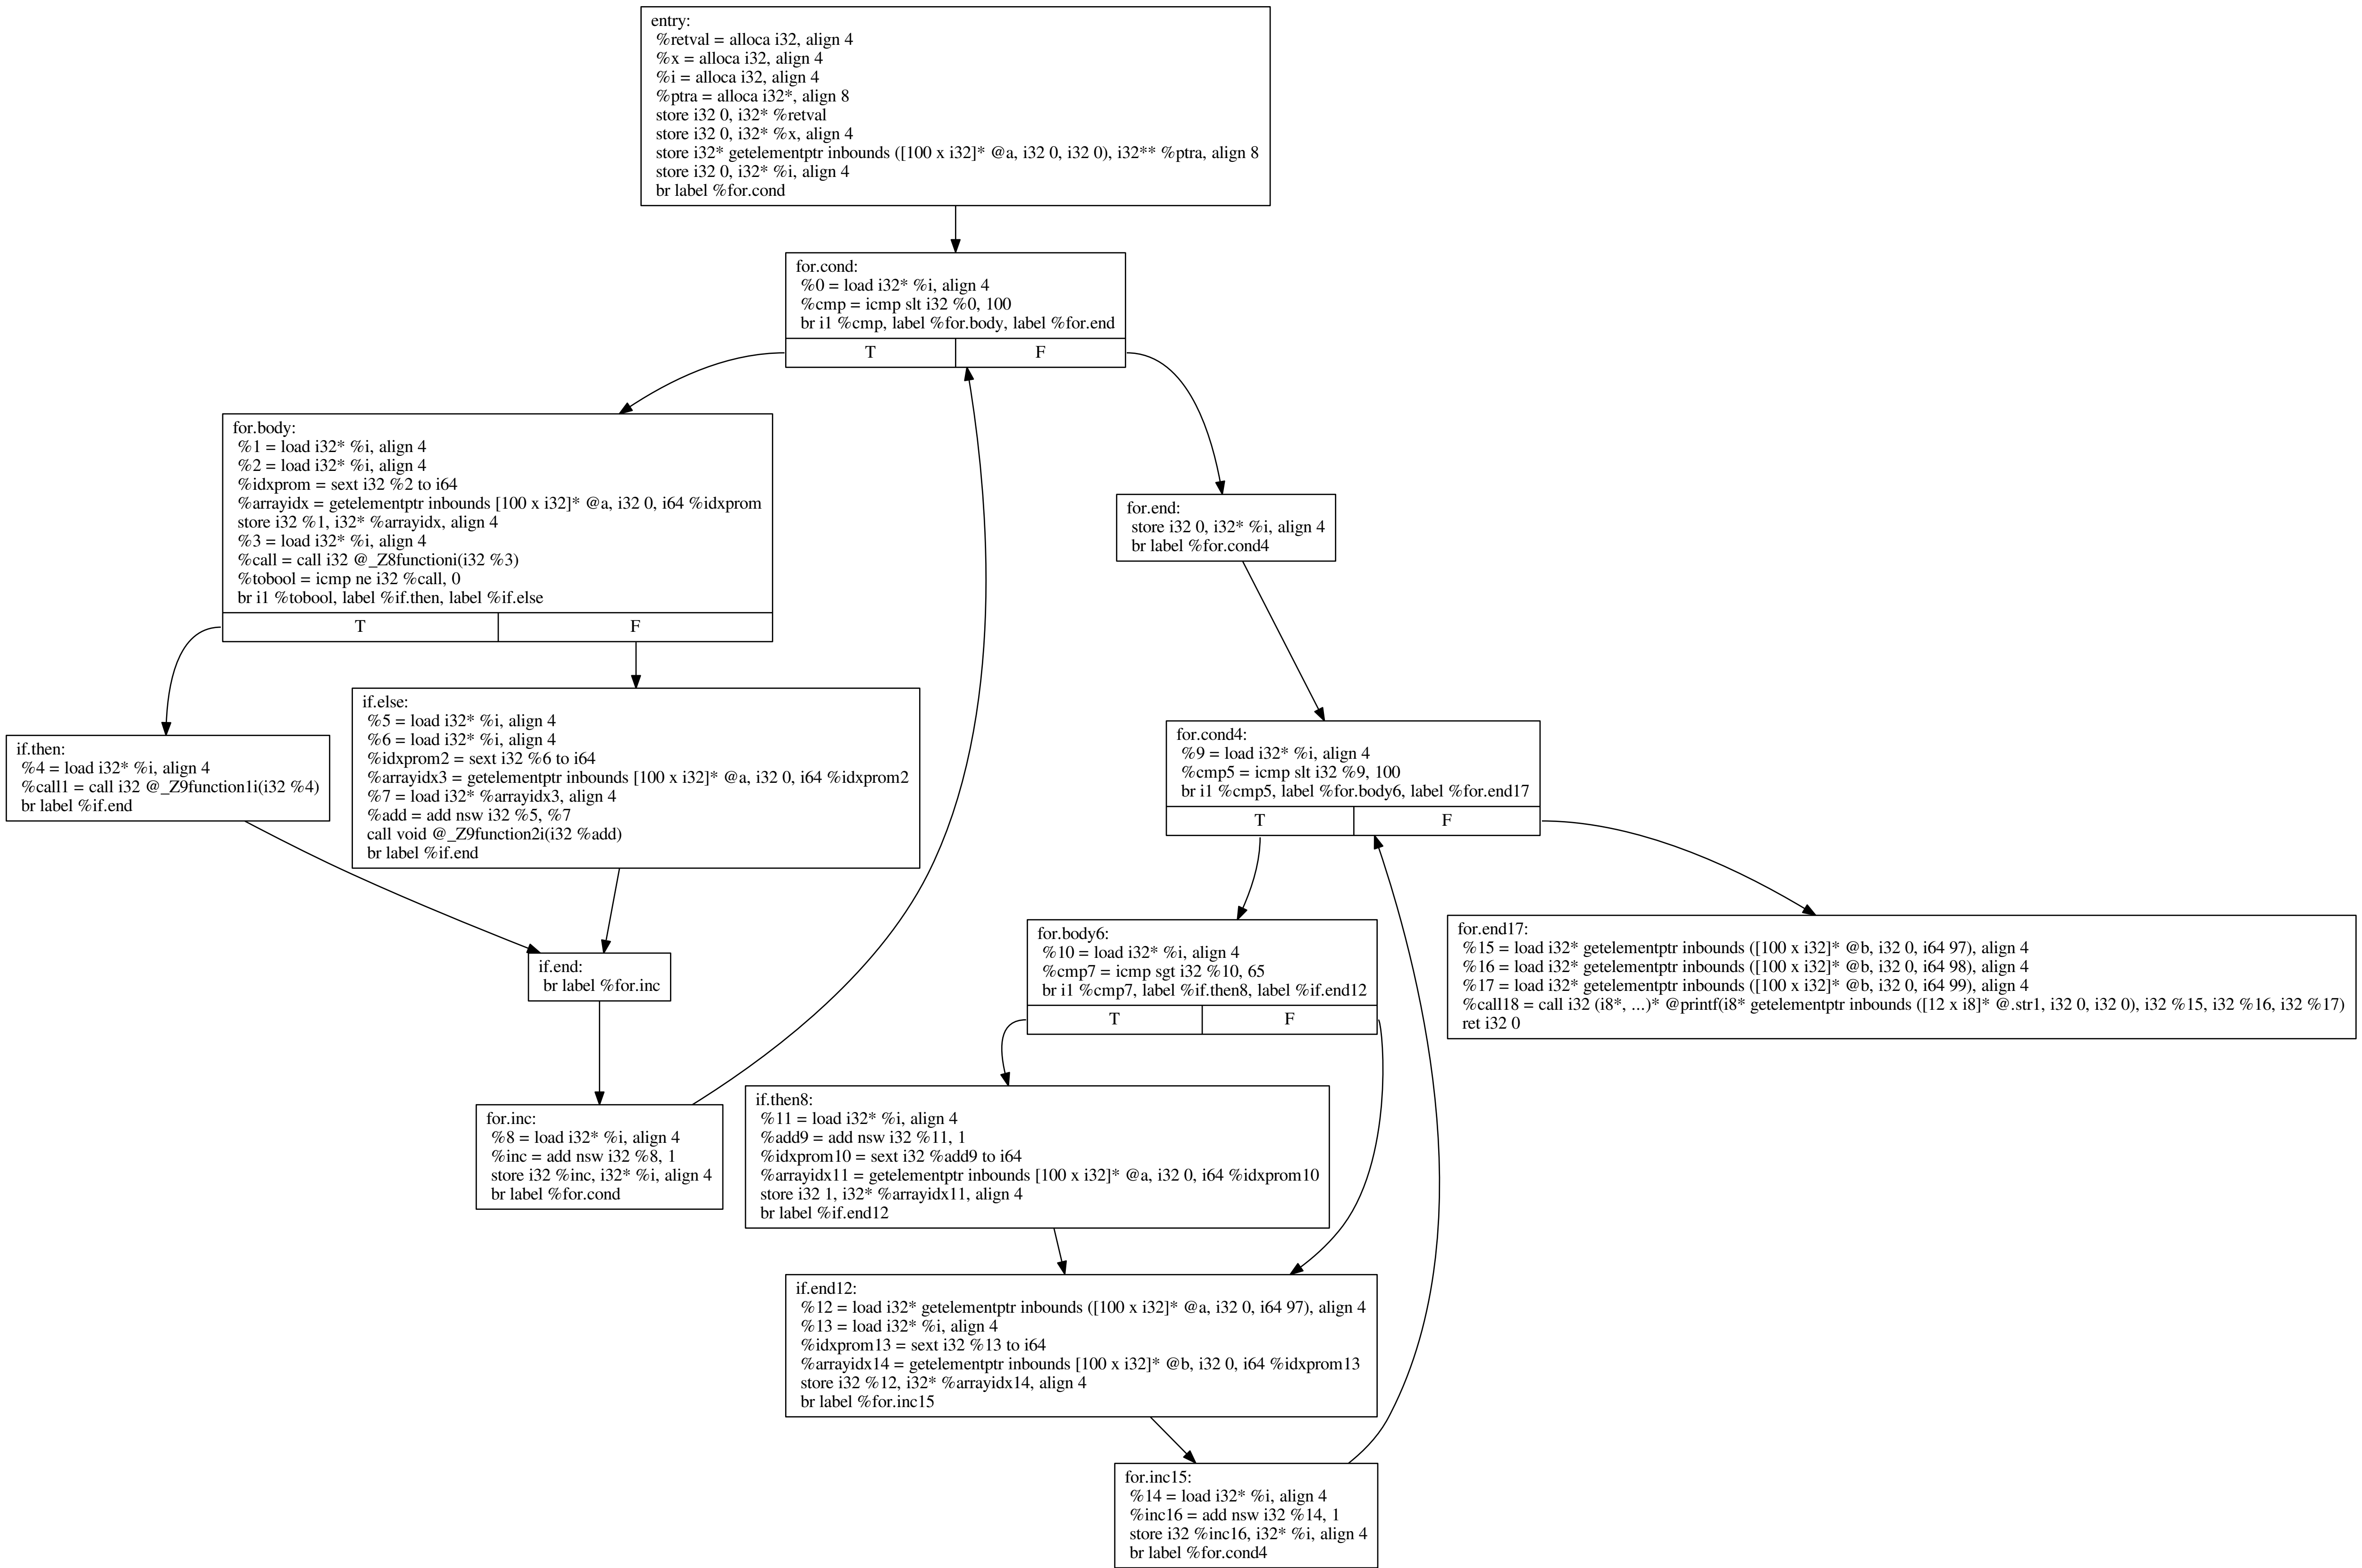 entry:
%retval = alloca i32, align 4
%x = alloca i32, align 4
%i = alloca i32, align 4
%ptra = alloca i32*, align 8
store i32 0, i32* %retval
store i32 0, i32* %x, align 4
store i32* getelementptr inbounds ([100 x i32]* @a, i32 0, i32 0), i32** %ptra, align 8
store i32 0, i32* %i, align 4
br label %for.cond
for.cond:
%0 = load i32* %i, align 4
%cmp = icmp slt i32 %0, 100
br i1 %cmp, label %for.body, label %for.end
T F
for.body:
%1 = load i32* %i, align 4
%2 = load i32* %i, align 4
%idxprom = sext i32 %2 to i64
%arrayidx = getelementptr inbounds [100 x i32]* @a, i32 0, i64 %idxprom
store i32 %1, i32* %arrayidx, align 4
%3 = load i32* %i, align 4
%call = call i32 @_Z8functioni(i32 %3)
%tobool = icmp ne i32 %call, 0
br i1 %tobool, label %if.then, label %if.else
T F
for.end:
store i32 0, i32* %i, align 4
br label %for.cond4
if.then:
%4 = load i32* %i, align 4
%call1 = call i32 @_Z9function1i(i32 %4)
br label %if.end
if.else:
%5 = load i32* %i, align 4
%6 = load i32* %i, align 4
%idxprom2 = sext i32 %6 to i64
%arrayidx3 = getelementptr inbounds [100 x i32]* @a, i32 0, i64 %idxprom2
%7 = load i32* %arrayidx3, align 4
%add = add nsw i32 %5, %7
call void @_Z9function2i(i32 %add)
br label %if.end
for.cond4:
%9 = load i32* %i, align 4
%cmp5 = icmp slt i32 %9, 100
br i1 %cmp5, label %for.body6, label %for.end17
T F
if.end:
br label %for.inc
for.body6:
%10 = load i32* %i, align 4
%cmp7 = icmp sgt i32 %10, 65
br i1 %cmp7, label %if.then8, label %if.end12
T F
for.end17:
%15 = load i32* getelementptr inbounds ([100 x i32]* @b, i32 0, i64 97), align 4
%16 = load i32* getelementptr inbounds ([100 x i32]* @b, i32 0, i64 98), align 4
%17 = load i32* getelementptr inbounds ([100 x i32]* @b, i32 0, i64 99), align 4
%call18 = call i32 (i8*, ...)* @printf(i8* getelementptr inbounds ([12 x i8]* @.str1, i32 0, i32 0), i32 %15, i32 %16, i32 %17)
ret i32 0
for.inc:
%8 = load i32* %i, align 4
%inc = add nsw i32 %8, 1
store i32 %inc, i32* %i, align 4
br label %for.cond
if.then8:
%11 = load i32* %i, align 4
%add9 = add nsw i32 %11, 1
%idxprom10 = sext i32 %add9 to i64
%arrayidx11 = getelementptr inbounds [100 x i32]* @a, i32 0, i64 %idxprom10
store i32 1, i32* %arrayidx11, align 4
br label %if.end12
if.end12:
%12 = load i32* getelementptr inbounds ([100 x i32]* @a, i32 0, i64 97), align 4
%13 = load i32* %i, align 4
%idxprom13 = sext i32 %13 to i64
%arrayidx14 = getelementptr inbounds [100 x i32]* @b, i32 0, i64 %idxprom13
store i32 %12, i32* %arrayidx14, align 4
br label %for.inc15
for.inc15:
%14 = load i32* %i, align 4
%inc16 = add nsw i32 %14, 1
store i32 %inc16, i32* %i, align 4
br label %for.cond4